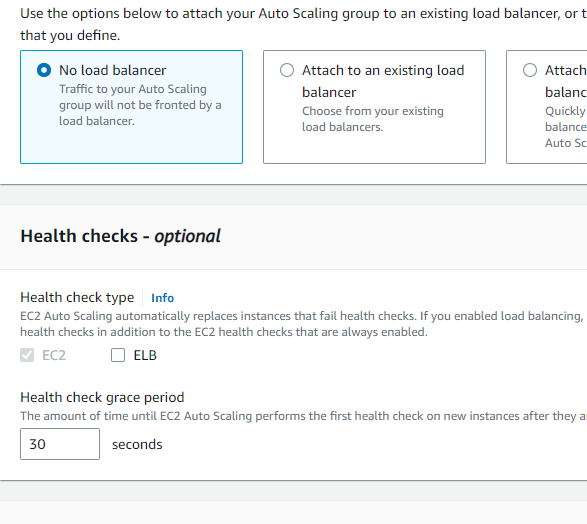 Use the options below to attach your Auto Scaling group to an existing load balancer, or t
that you define.
No load balancer
Traffic to your Auto Scaling
group will not be fronted by a
load balancer.
Attach to an existing load
balancer
Choose from your existing
load balancers.
Attach
balanc
Quickly
balance
Auto Sc
Health checks - optional
Health check type Info
EC2 Auto Scaling automatically replaces instances that fail health checks. If you enabled load balancing,
health checks in addition to the EC2 health checks that are always enabled.
EC2 ELB
Health check grace period
The amount of time until EC2 Auto Scaling performs the first health check on new instances after they a
30 seconds